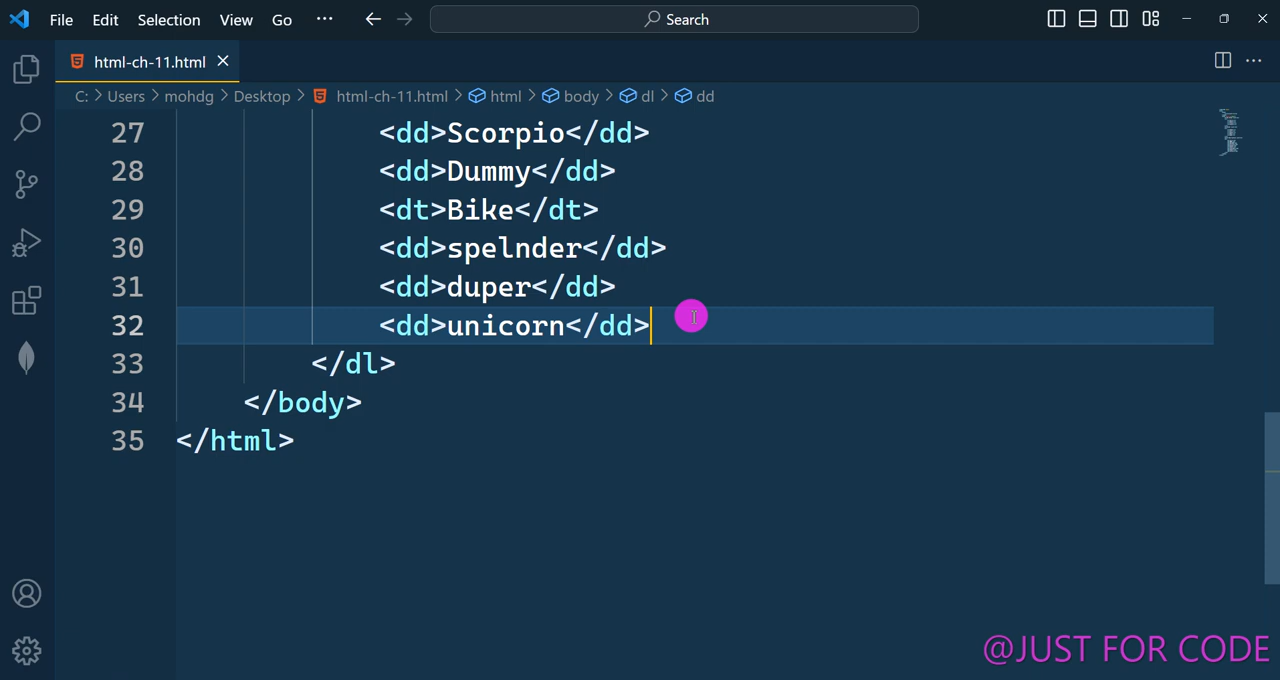 File Edit Selection View Go ··· Search
html-ch-11.html
C: > Users > mohdg > Desktop > html-ch-11.html > html > body > dl > dd
27 <dd>Scorpio</dd>
28 <dd>Dummy</dd>
29 <dt>Bike</dt>
30 <dd>spelnder</dd>
31 <dd>duper</dd>
32 <dd>unicorn</dd>
33 </dl>
34 </body>
35 </html>
@JUST FOR CODE